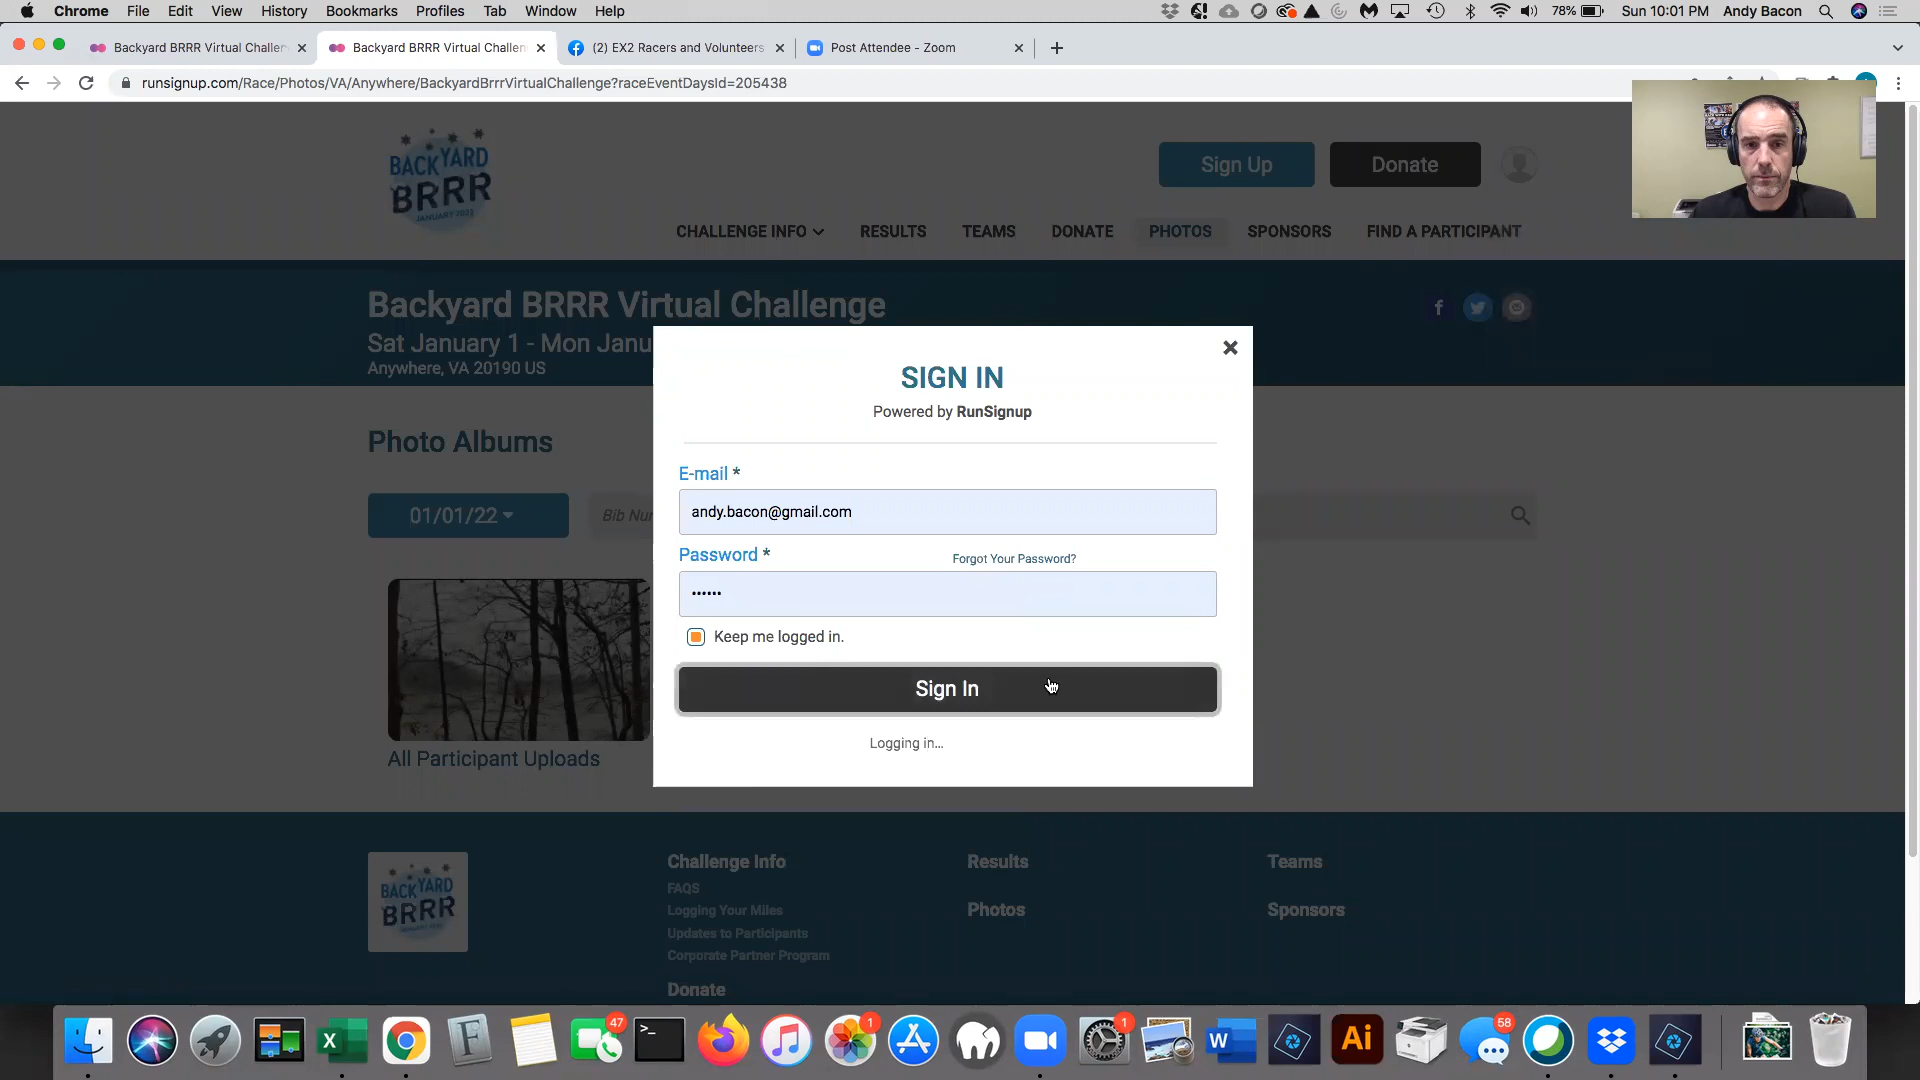 Chrome File Edit View History Bookmarks Profiles Tab Window Help 78% Sun 10:01 PM Andy Bacon
Backyard BRRR Virtual Challen (2) EX2 Racers and Volunteers Post Attendee - Zoom
Backyard BRRR Virtual Challen
runsignup.com/Race/Photos/VA/Anywhere/BackyardBrrrVirtualChallenge?raceEventDaysId=205438
BACKYARD
BRRR
JANUARY 2022
Sign Up Donate
CHALLENGE INFO RESULTS TEAMS DONATE PHOTOS SPONSORS FIND A PARTICIPANT
Backyard BRRR Virtual Challenge
Sat January 1 - Mon Janu
Anywhere, VA 20190 US
SIGN IN
Powered by RunSignup
Photo Albums
E-mail *
andy.bacon@gmail.com
01/01/22
Password * Forgot Your Password?
••••••
Keep me logged in.
Sign In
Logging in...
All Participant Uploads
BACKYARD
BRRR
Challenge Info Results Teams
FAQS
Logging Your Miles Photos Sponsors
Updates to Participants
Corporate Partner Program
Donate
47 1 1 58
X F >_ W Ai